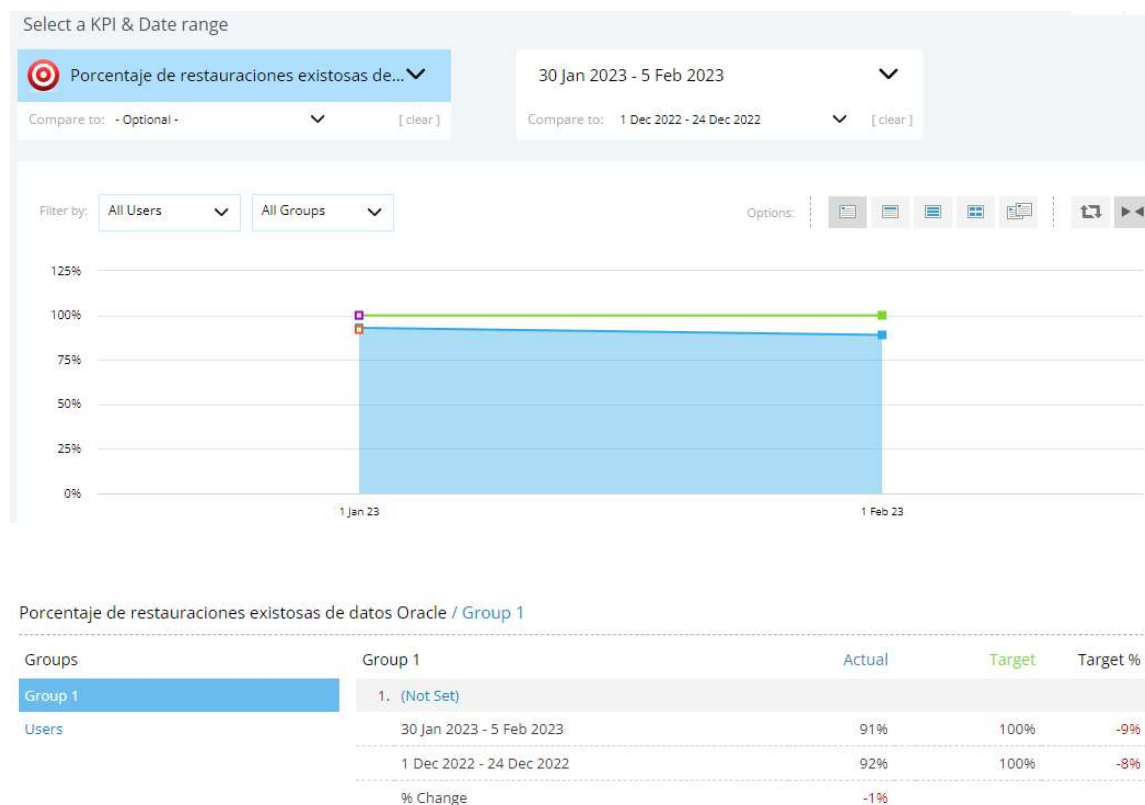 Select a KPI & Date range
Porcentaje de restauraciones existosas de...
30 Jan 2023 - 5 Feb 2023
Compare to: - Optional - [ clear ]
Compare to: 1 Dec 2022 - 24 Dec 2022 [ clear ]
Filter by: All Users All Groups Options:
125%
100%
75%
50%
25%
0%
1 Jan 23 1 Feb 23
Porcentaje de restauraciones existosas de datos Oracle / Group 1
Groups Group 1 Actual Target Target %
Group 1 1. (Not Set)
Users 30 Jan 2023 - 5 Feb 2023 91% 100% -9%
1 Dec 2022 - 24 Dec 2022 92% 100% -8%
% Change -1%